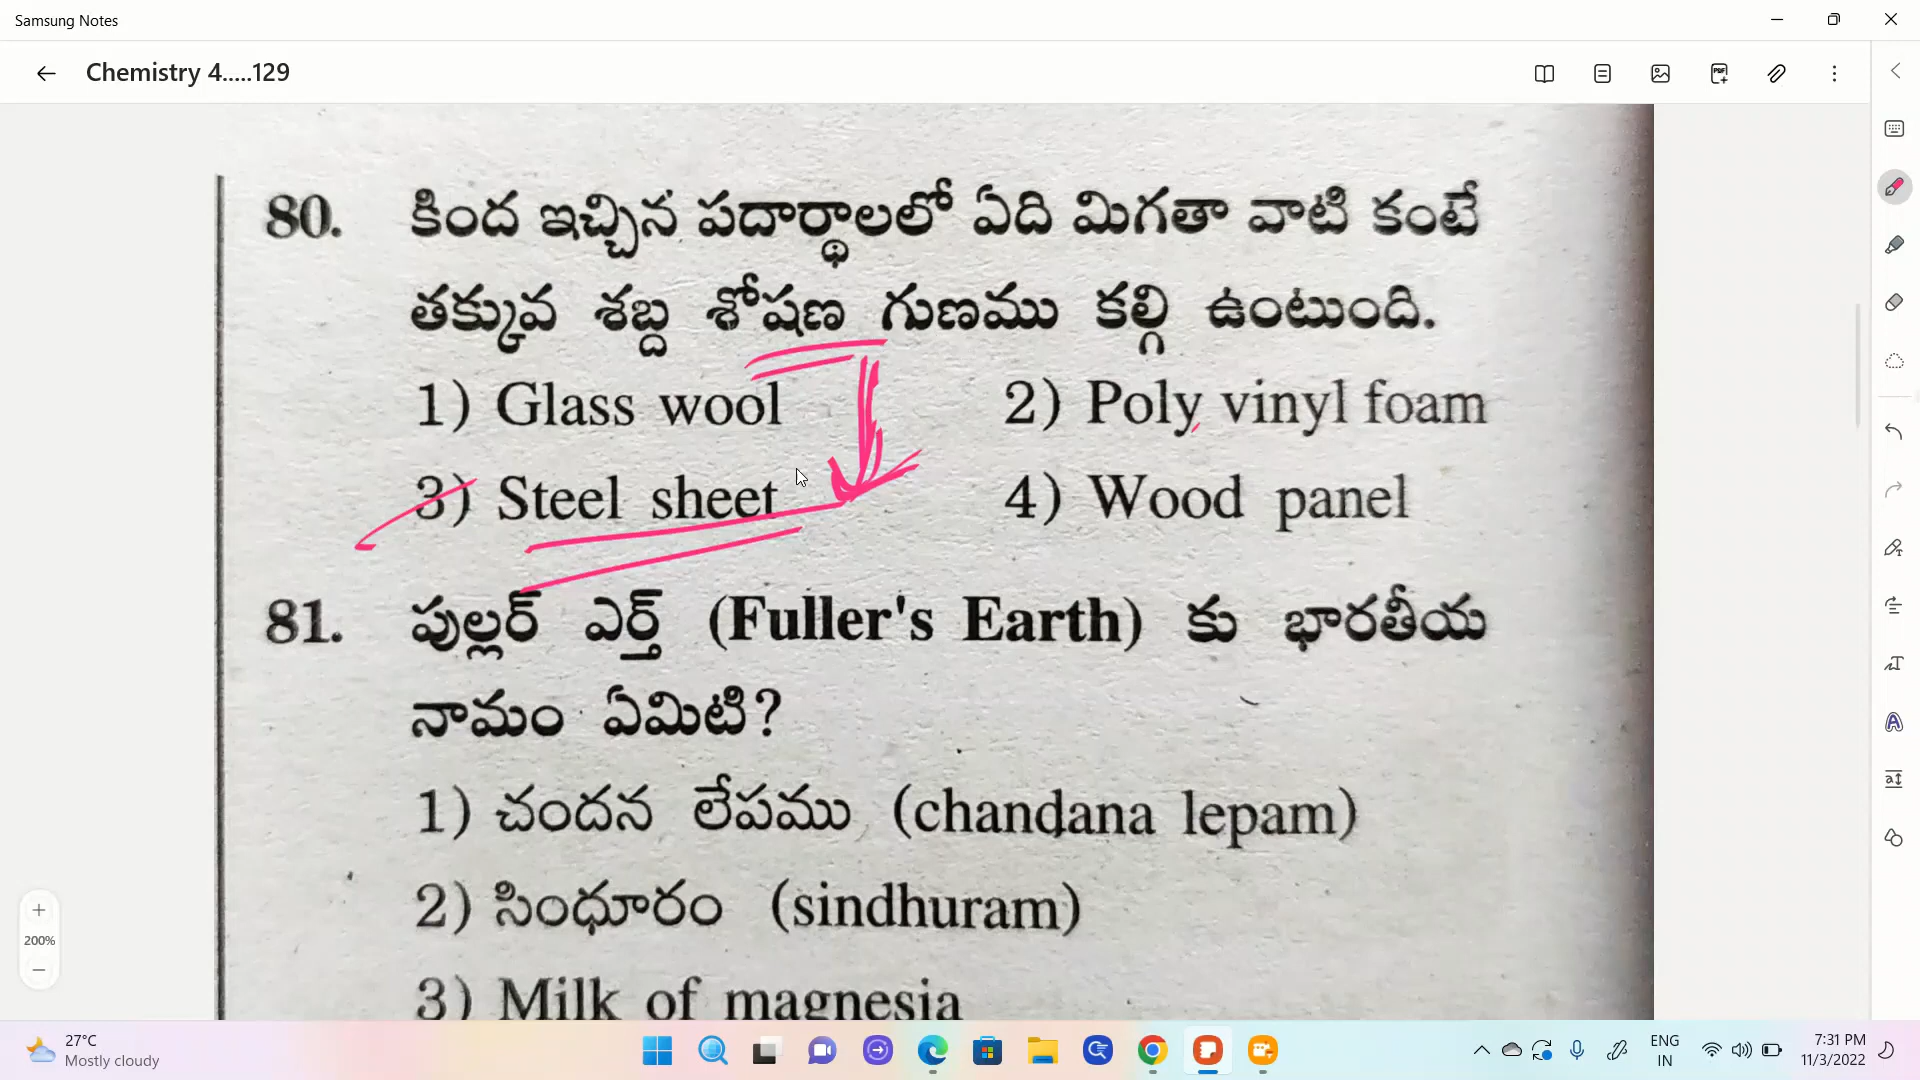 Samsung Notes
Chemistry 4.....129
80. కింద ఇచ్చిన పదార్థాలలో ఏది మిగతా వాటి కంటే
తక్కువ శబ్ద శోషణ గుణము కల్గి ఉంటుంది.
1) Glass wool 2) Poly vinyl foam
3) Steel sheet 4) Wood panel
81. పుల్లర్ ఎర్త్ (Fuller's Earth) కు భారతీయ
నామం ఏమిటి?
1) చందన లేపము (chandana lepam)
2) సింధూరం (sindhuram)
3) Milk of magnesia
200%
27°C
Mostly cloudy
ENG
IN
7:31 PM
11/3/2022